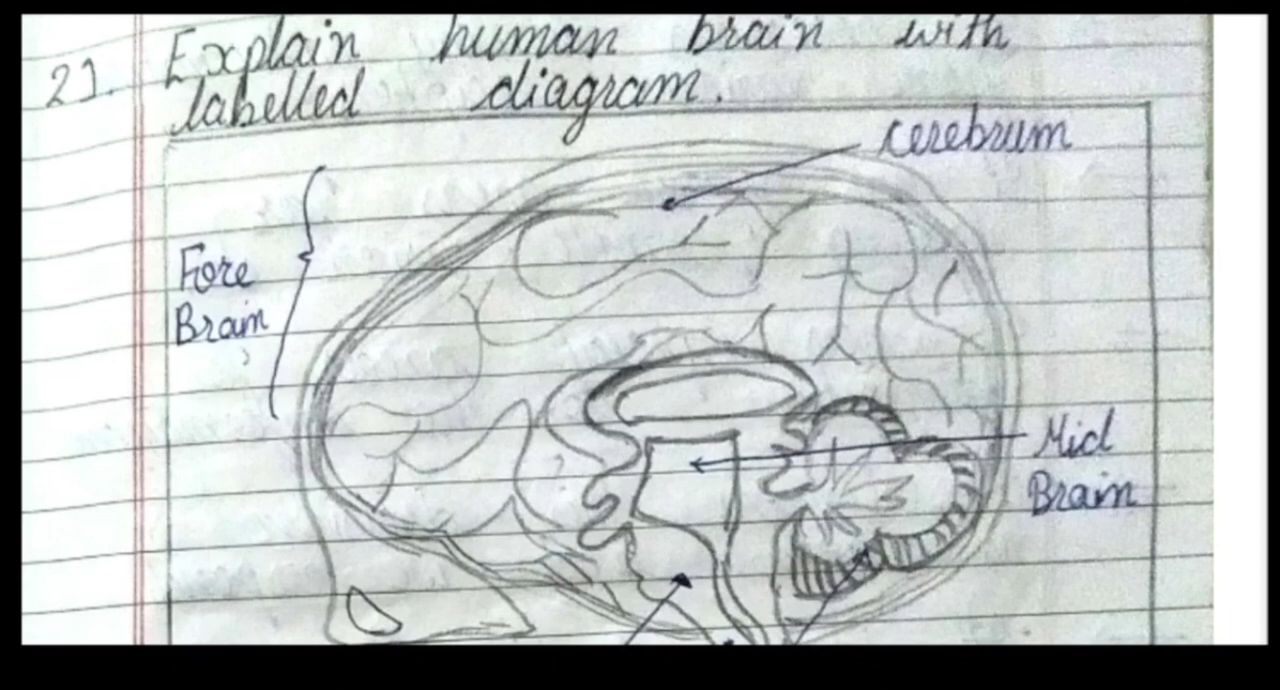 21. Explain human brain with
labelled diagram.
cerebrum
Fore
Brain
Mid
Brain